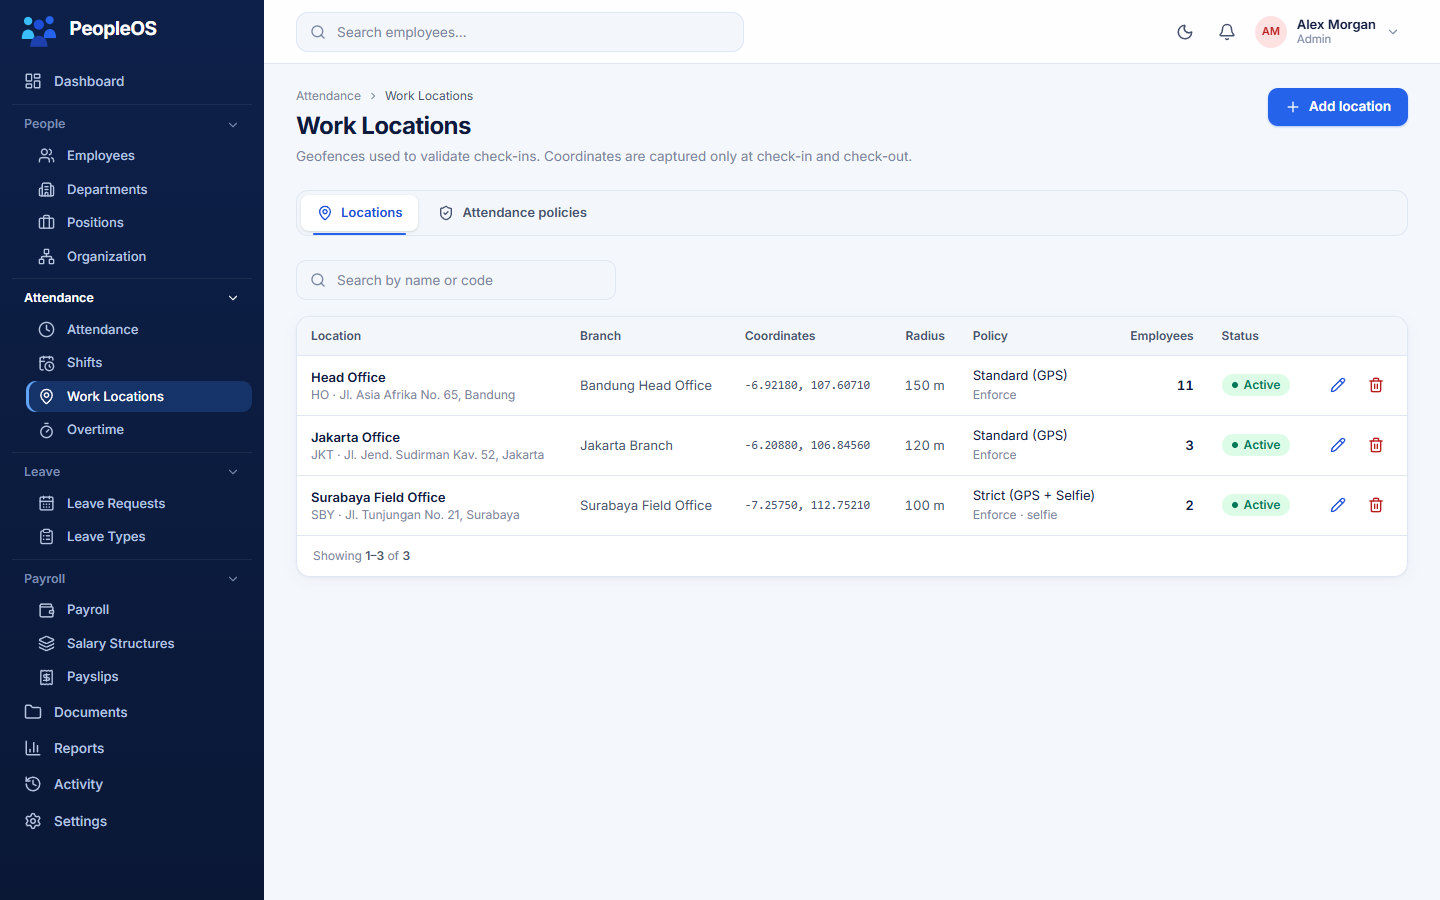 PeopleOS
Dashboard
People
Employees
Departments
Positions
Organization
Attendance
Attendance
Shifts
Work Locations
Overtime
Leave
Leave Requests
Leave Types
Payroll
Payroll
Salary Structures
Payslips
Documents
Reports
Activity
Settings
Search employees...
AM
Alex Morgan
Admin
Attendance > Work Locations
Work Locations
Geofences used to validate check-ins. Coordinates are captured only at check-in and check-out.
Add location
Locations
Attendance policies
Search by name or code
Location Branch Coordinates Radius Policy Employees Status
Head Office
HO · Jl. Asia Afrika No. 65, Bandung
Bandung Head Office
-6.92180, 107.60710
150 m
Standard (GPS)
Enforce
11
Active
Jakarta Office
JKT · Jl. Jend. Sudirman Kav. 52, Jakarta
Jakarta Branch
-6.20880, 106.84560
120 m
Standard (GPS)
Enforce
3
Active
Surabaya Field Office
SBY · Jl. Tunjungan No. 21, Surabaya
Surabaya Field Office
-7.25750, 112.75210
100 m
Strict (GPS + Selfie)
Enforce · selfie
2
Active
Showing 1–3 of 3